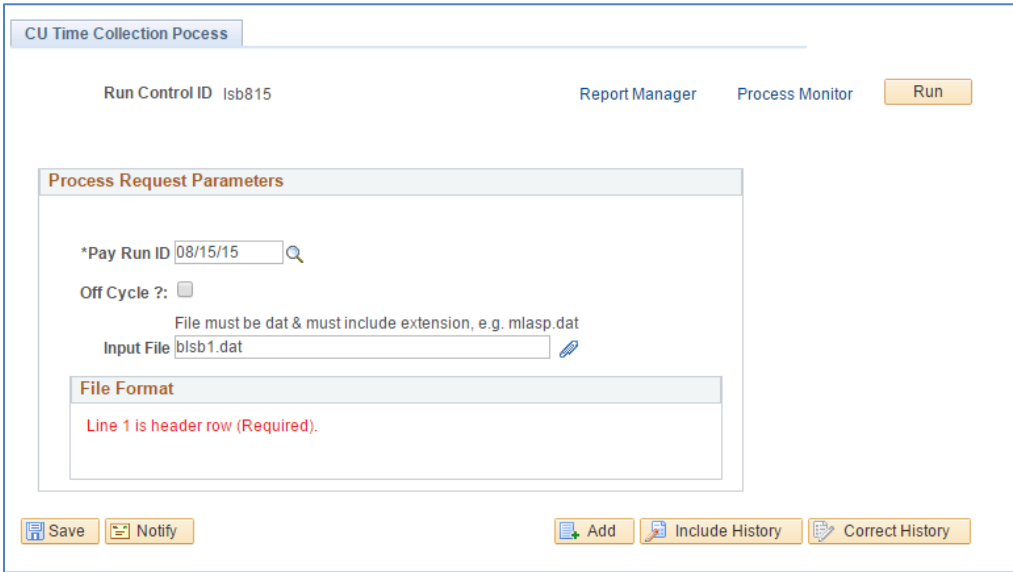 CU Time Collection Pocess
Run Control ID lsb815 Report Manager Process Monitor Run
Process Request Parameters
*Pay Run ID 08/15/15
Off Cycle ?:
File must be dat & must include extension, e.g. mlasp.dat
Input File blsb1.dat
File Format
Line 1 is header row (Required).
Save Notify Add Include History Correct History